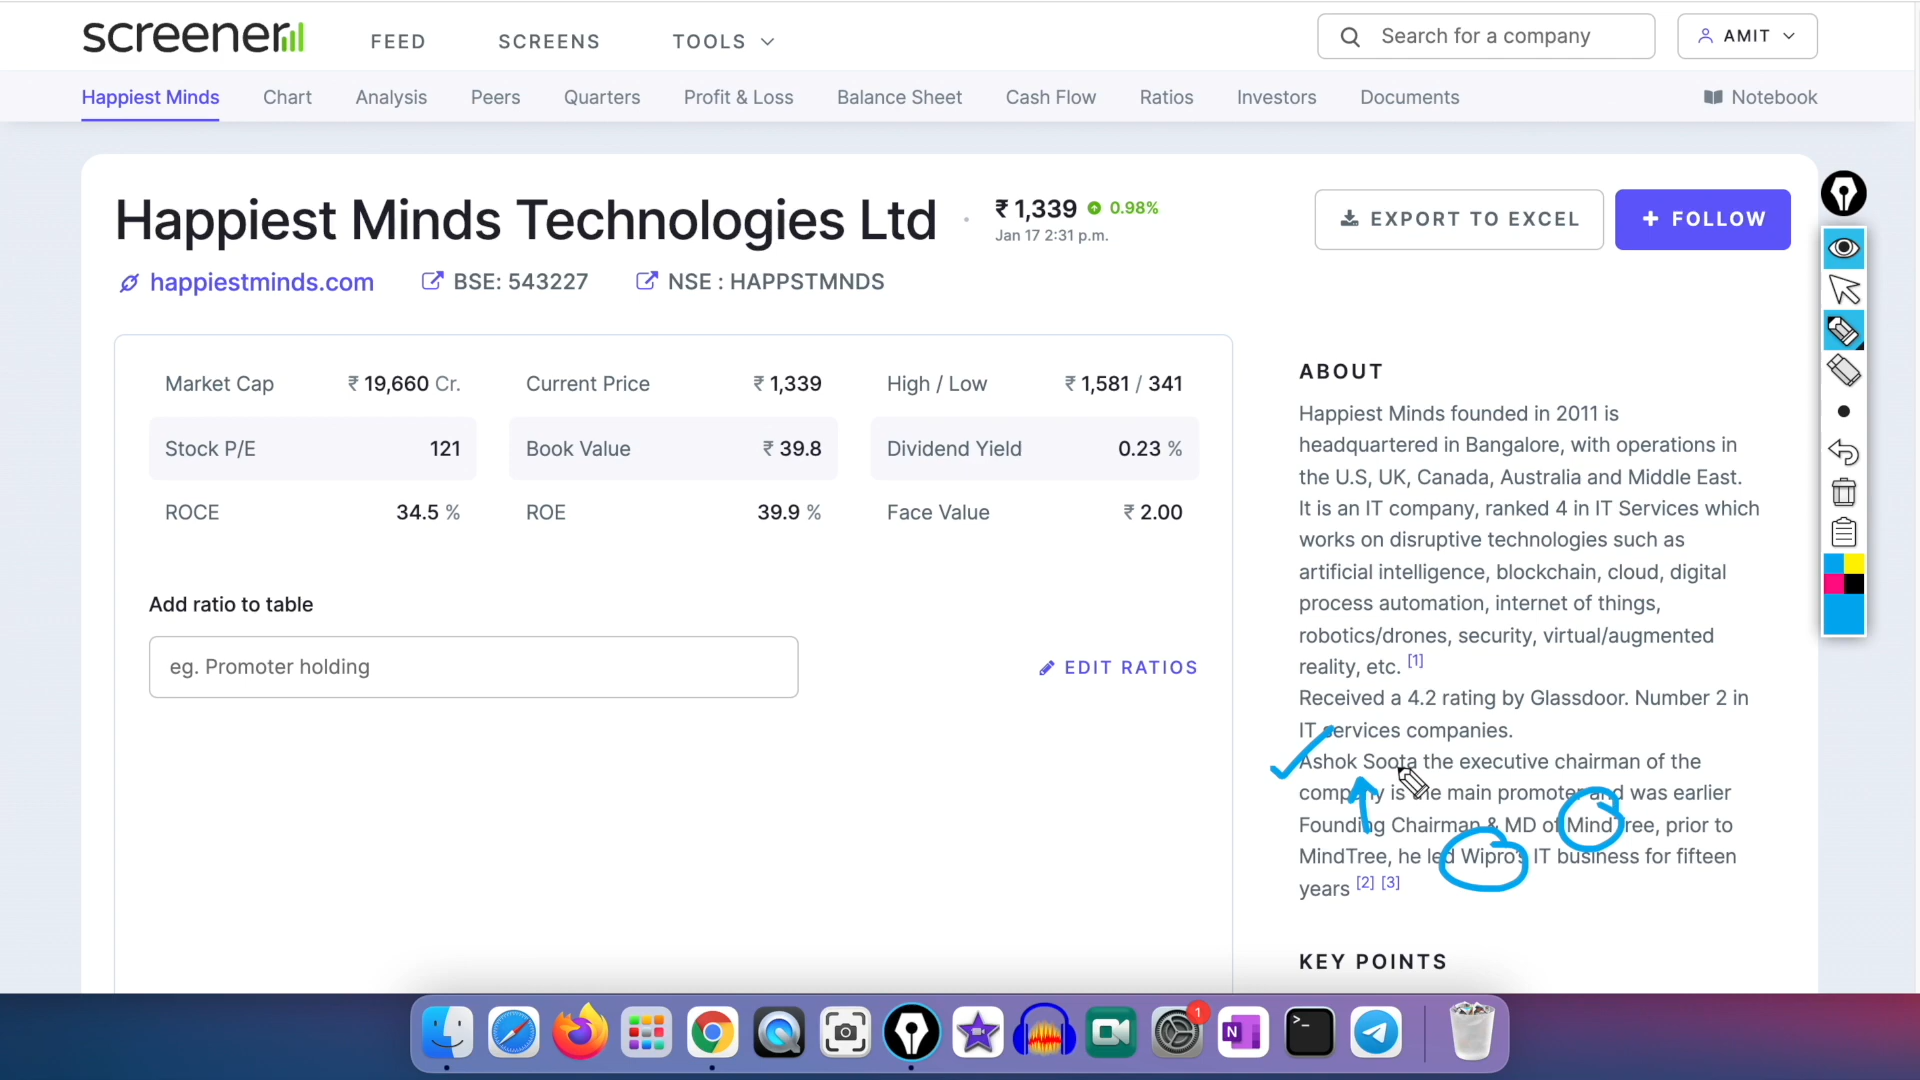 screener
FEED
SCREENS
TOOLS
Search for a company
AMIT
Happiest Minds
Chart
Analysis
Peers
Quarters
Profit & Loss
Balance Sheet
Cash Flow
Ratios
Investors
Documents
Notebook
Happiest Minds Technologies Ltd
₹ 1,339 0.98%
Jan 17 2:31 p.m.
EXPORT TO EXCEL
+ FOLLOW
happiestminds.com
BSE: 543227
NSE : HAPPSTMNDS
Market Cap ₹ 19,660 Cr.
Current Price ₹ 1,339
High / Low ₹ 1,581 / 341
Stock P/E 121
Book Value ₹ 39.8
Dividend Yield 0.23 %
ROCE 34.5 %
ROE 39.9 %
Face Value ₹ 2.00
Add ratio to table
eg. Promoter holding
EDIT RATIOS
ABOUT
Happiest Minds founded in 2011 is
headquartered in Bangalore, with operations in
the U.S, UK, Canada, Australia and Middle East.
It is an IT company, ranked 4 in IT Services which
works on disruptive technologies such as
artificial intelligence, blockchain, cloud, digital
process automation, internet of things,
robotics/drones, security, virtual/augmented
reality, etc. [1]
Received a 4.2 rating by Glassdoor. Number 2 in
IT services companies.
Ashok Soota the executive chairman of the
company is the main promoter and was earlier
Founding Chairman & MD of MindTree, prior to
MindTree, he led Wipro's IT business for fifteen
years [2] [3]
KEY POINTS
1
N
>_